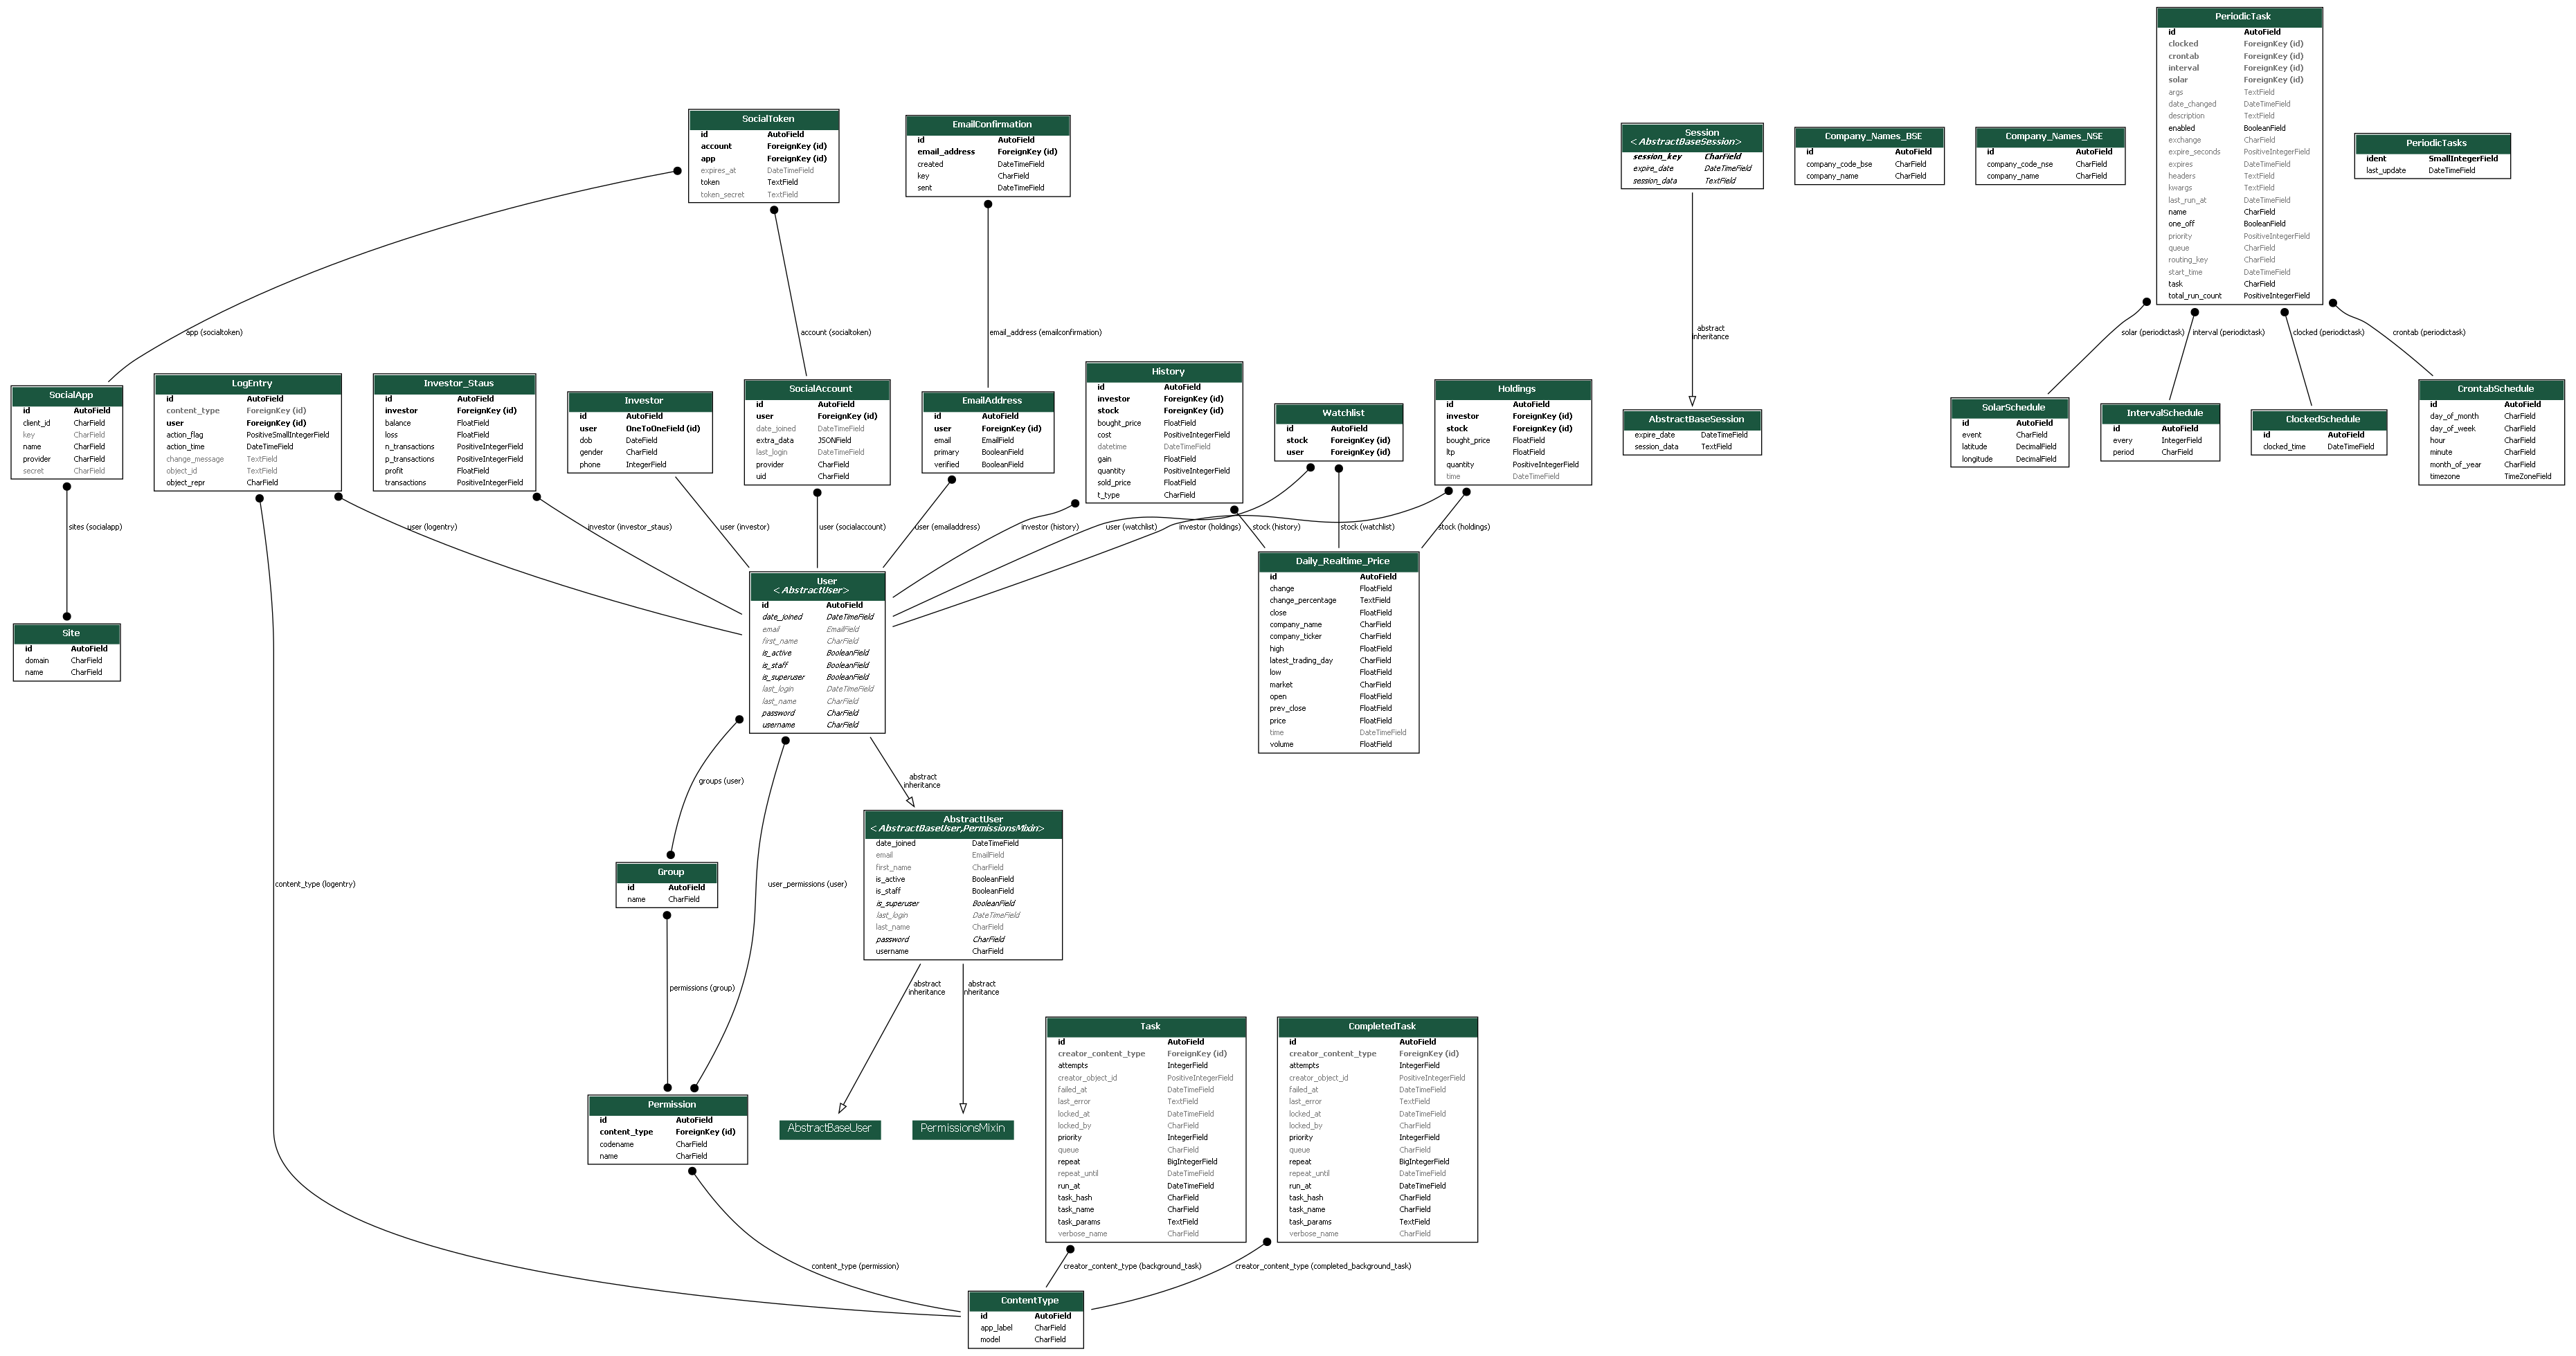 PeriodicTask
id AutoField
clocked ForeignKey (id)
crontab ForeignKey (id)
interval ForeignKey (id)
solar ForeignKey (id)
args TextField
date_changed DateTimeField
description TextField
enabled BooleanField
exchange CharField
expire_seconds PositiveIntegerField
expires DateTimeField
headers TextField
kwargs TextField
last_run_at DateTimeField
name CharField
one_off BooleanField
priority PositiveIntegerField
queue CharField
routing_key CharField
start_time DateTimeField
task CharField
total_run_count PositiveIntegerField
SocialToken
id AutoField
account ForeignKey (id)
app ForeignKey (id)
expires_at DateTimeField
token TextField
token_secret TextField
EmailConfirmation
id AutoField
email_address ForeignKey (id)
created DateTimeField
key CharField
sent DateTimeField
Session
<AbstractBaseSession>
session_key CharField
expire_date DateTimeField
session_data TextField
Company_Names_BSE
id AutoField
company_code_bse CharField
company_name CharField
Company_Names_NSE
id AutoField
company_code_nse CharField
company_name CharField
PeriodicTasks
ident SmallIntegerField
last_update DateTimeField
app (socialtoken)
account (socialtoken)
email_address (emailconfirmation)
abstract
inheritance
solar (periodictask)
interval (periodictask)
clocked (periodictask)
crontab (periodictask)
SocialApp
id AutoField
client_id CharField
key CharField
name CharField
provider CharField
secret CharField
LogEntry
id AutoField
content_type ForeignKey (id)
user ForeignKey (id)
action_flag PositiveSmallIntegerField
action_time DateTimeField
change_message TextField
object_id TextField
object_repr CharField
Investor_Staus
id AutoField
investor ForeignKey (id)
balance FloatField
loss FloatField
n_transactions PositiveIntegerField
p_transactions PositiveIntegerField
profit FloatField
transactions PositiveIntegerField
Investor
id AutoField
user OneToOneField (id)
dob DateField
gender CharField
phone IntegerField
SocialAccount
id AutoField
user ForeignKey (id)
date_joined DateTimeField
extra_data JSONField
last_login DateTimeField
provider CharField
uid CharField
EmailAddress
id AutoField
user ForeignKey (id)
email EmailField
primary BooleanField
verified BooleanField
History
id AutoField
investor ForeignKey (id)
stock ForeignKey (id)
bought_price FloatField
cost PositiveIntegerField
datetime DateTimeField
gain FloatField
quantity PositiveIntegerField
sold_price FloatField
t_type CharField
Watchlist
id AutoField
stock ForeignKey (id)
user ForeignKey (id)
Holdings
id AutoField
investor ForeignKey (id)
stock ForeignKey (id)
bought_price FloatField
ltp FloatField
quantity PositiveIntegerField
time DateTimeField
AbstractBaseSession
expire_date DateTimeField
session_data TextField
SolarSchedule
id AutoField
event CharField
latitude DecimalField
longitude DecimalField
IntervalSchedule
id AutoField
every IntegerField
period CharField
ClockedSchedule
id AutoField
clocked_time DateTimeField
CrontabSchedule
id AutoField
day_of_month CharField
day_of_week CharField
hour CharField
minute CharField
month_of_year CharField
timezone TimeZoneField
sites (socialapp)
user (logentry)
investor (investor_staus)
user (investor)
user (socialaccount)
user (emailaddress)
investor (history)
user (watchlist)
investor (holdings)
stock (history)
stock (watchlist)
stock (holdings)
Site
id AutoField
domain CharField
name CharField
User
<AbstractUser>
id AutoField
date_joined DateTimeField
email EmailField
first_name CharField
is_active BooleanField
is_staff BooleanField
is_superuser BooleanField
last_login DateTimeField
last_name CharField
password CharField
username CharField
Daily_Realtime_Price
id AutoField
change FloatField
change_percentage TextField
close FloatField
company_name CharField
company_ticker CharField
high FloatField
latest_trading_day CharField
low FloatField
market CharField
open FloatField
prev_close FloatField
price FloatField
time DateTimeField
volume FloatField
groups (user)
abstract
inheritance
content_type (logentry)
user_permissions (user)
Group
id AutoField
name CharField
AbstractUser
<AbstractBaseUser,PermissionsMixin>
date_joined DateTimeField
email EmailField
first_name CharField
is_active BooleanField
is_staff BooleanField
is_superuser BooleanField
last_login DateTimeField
last_name CharField
password CharField
username CharField
permissions (group)
abstract
inheritance
abstract
inheritance
Permission
id AutoField
content_type ForeignKey (id)
codename CharField
name CharField
AbstractBaseUser
PermissionsMixin
Task
id AutoField
creator_content_type ForeignKey (id)
attempts IntegerField
creator_object_id PositiveIntegerField
failed_at DateTimeField
last_error TextField
locked_at DateTimeField
locked_by CharField
priority IntegerField
queue CharField
repeat BigIntegerField
repeat_until DateTimeField
run_at DateTimeField
task_hash CharField
task_name CharField
task_params TextField
verbose_name CharField
CompletedTask
id AutoField
creator_content_type ForeignKey (id)
attempts IntegerField
creator_object_id PositiveIntegerField
failed_at DateTimeField
last_error TextField
locked_at DateTimeField
locked_by CharField
priority IntegerField
queue CharField
repeat BigIntegerField
repeat_until DateTimeField
run_at DateTimeField
task_hash CharField
task_name CharField
task_params TextField
verbose_name CharField
content_type (permission)
creator_content_type (background_task)
creator_content_type (completed_background_task)
ContentType
id AutoField
app_label CharField
model CharField